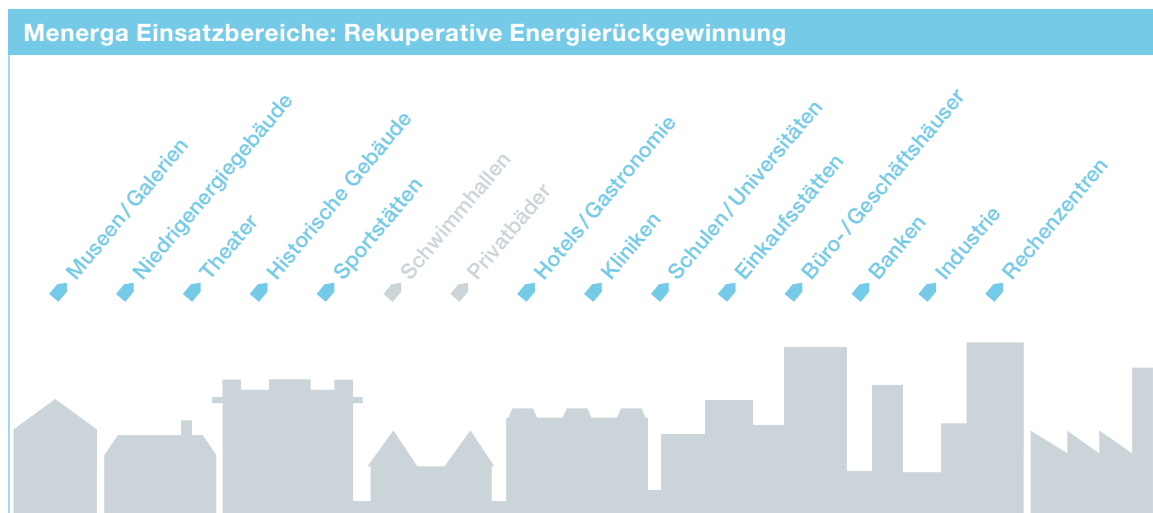 Menerga Einsatzbereiche: Rekuperative Energierückgewinnung
Museen/Galerien
Niedrigenergiegebäude
Theater
Historische Gebäude
Sportstätten
Schwimmhallen
Privatbäder
Hotels/Gastronomie
Kliniken
Schulen/Universitäten
Einkaufsstätten
Büro-/Geschäftshäuser
Banken
Industrie
Rechenzentren